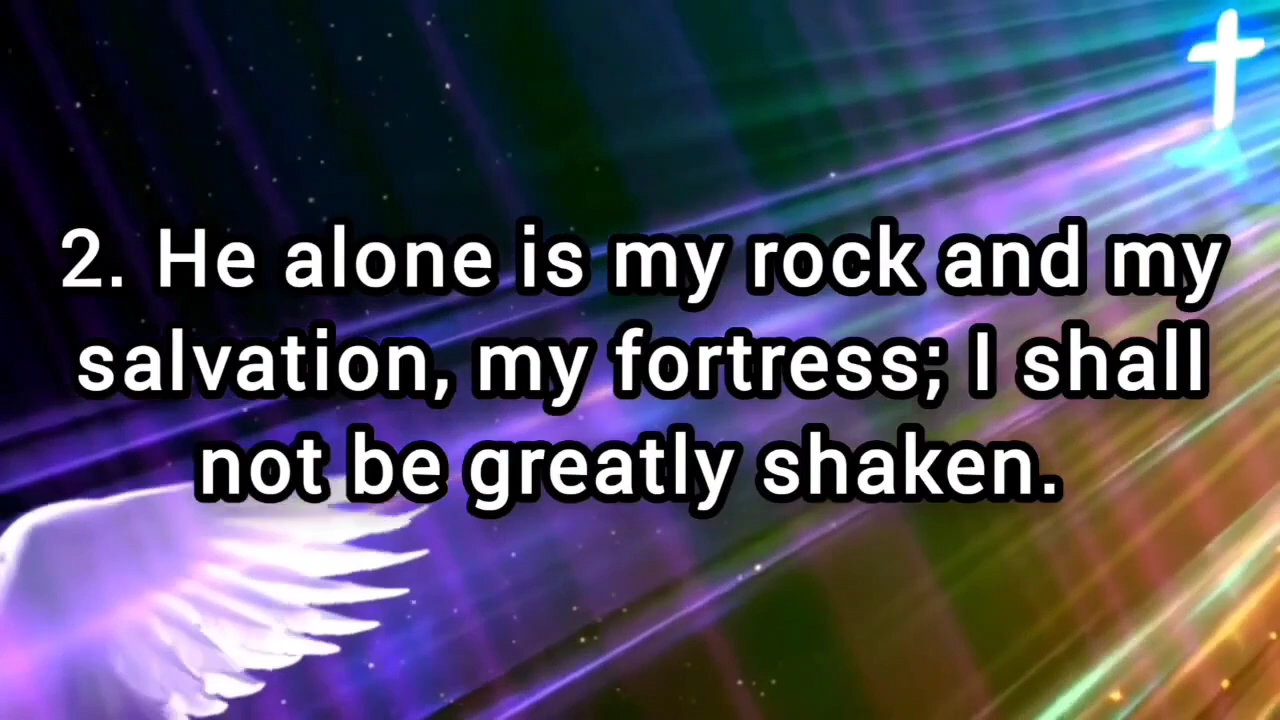 2. He alone is my rock and my
salvation, my fortress; I shall
not be greatly shaken.